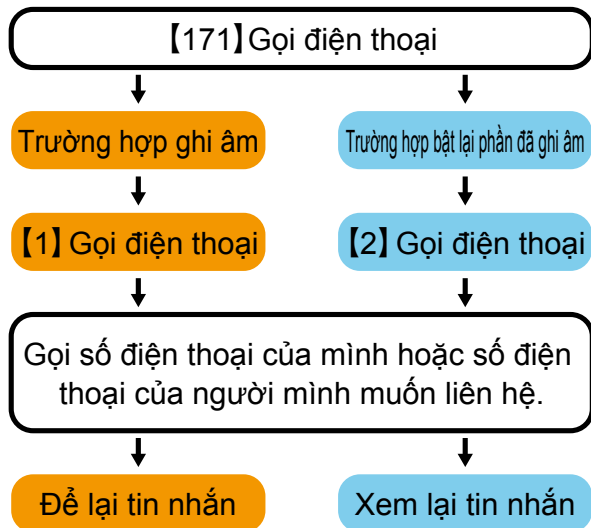 【171】Gọi điện thoại
Trường hợp ghi âm
Trường hợp bật lại phần đã ghi âm
【1】Gọi điện thoại
【2】Gọi điện thoại
Gọi số điện thoại của mình hoặc số điện
thoại của người mình muốn liên hệ.
Để lại tin nhắn
Xem lại tin nhắn